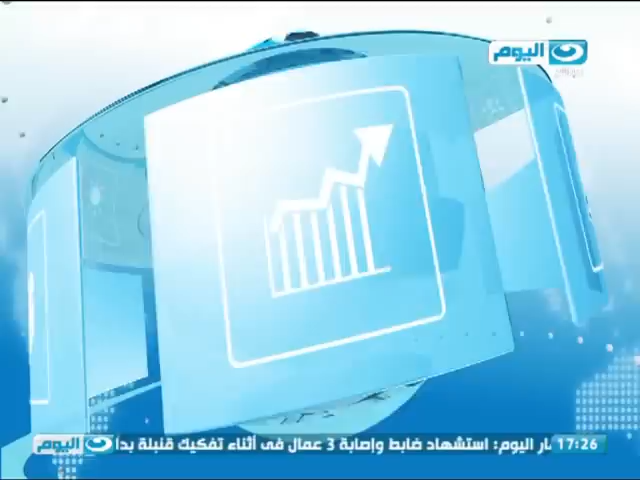 اليوم
17:26
ار اليوم: استشهاد ضابط وإصابة 3 عمال فى أثناء تفكيك قنبلة بدا
اليوم